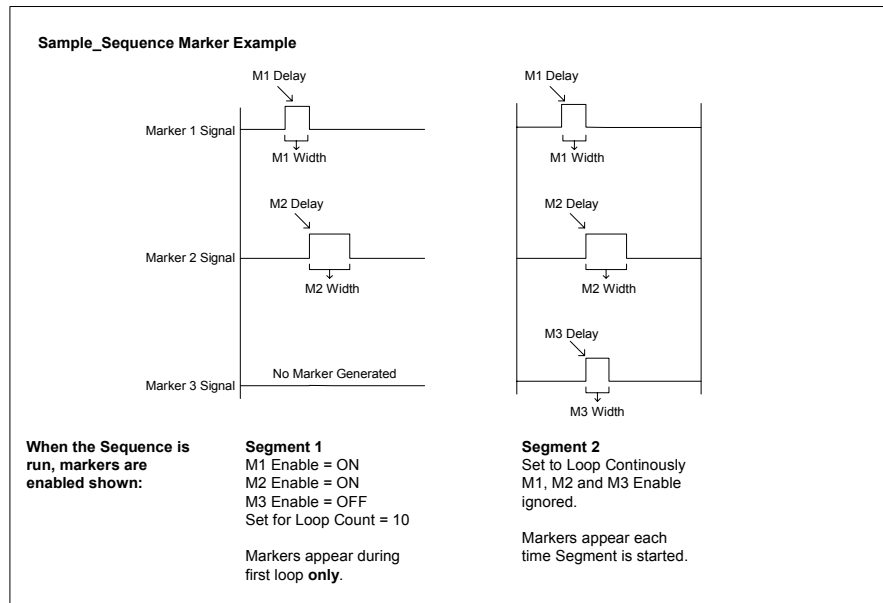 Sample_Sequence Marker Example
M1 Delay
Marker 1 Signal
M1 Width
M2 Delay
Marker 2 Signal
M2 Width
No Marker Generated
Marker 3 Signal
M1 Delay
M1 Width
M2 Delay
M2 Width
M3 Delay
M3 Width
When the Sequence is
run, markers are
enabled shown:
Segment 1
M1 Enable = ON
M2 Enable = ON
M3 Enable = OFF
Set for Loop Count = 10
Markers appear during
first loop only.
Segment 2
Set to Loop Continously
M1, M2 and M3 Enable
ignored.
Markers appear each
time Segment is started.